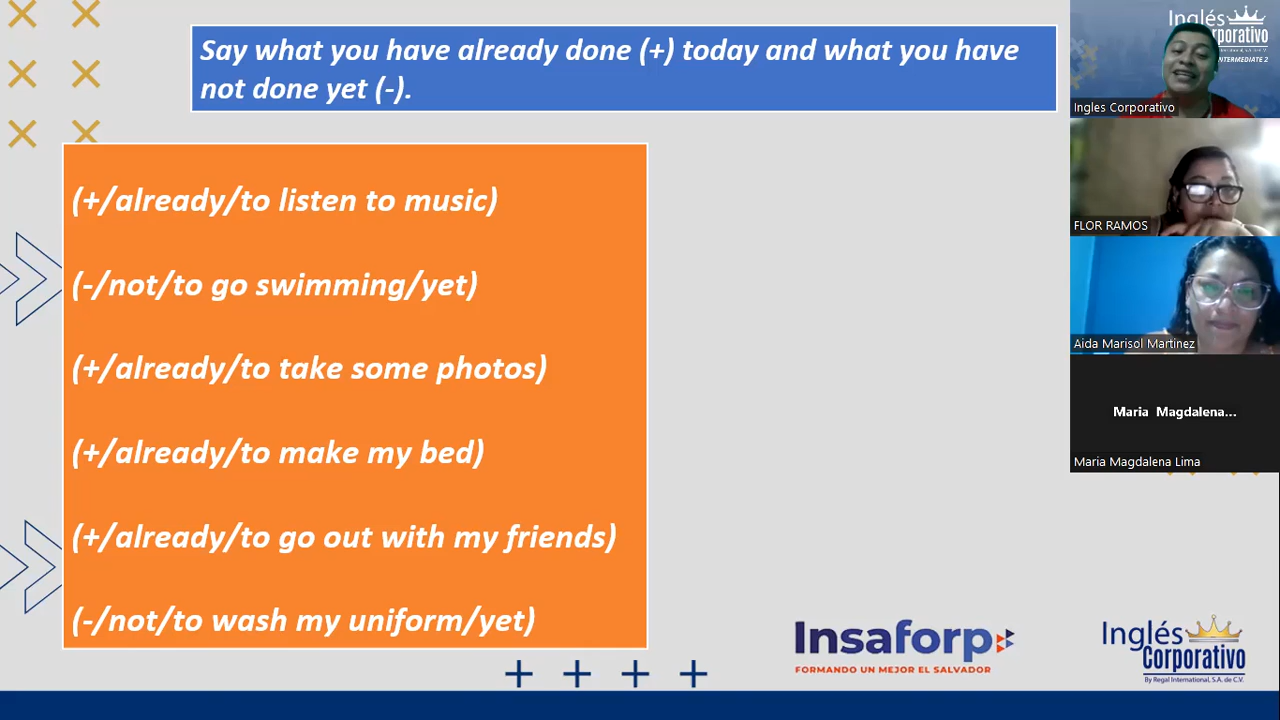 Say what you have already done (+) today and what you have
not done yet (-).
(+/already/to listen to music)
(-/not/to go swimming/yet)
(+/already/to take some photos)
(+/already/to make my bed)
(+/already/to go out with my friends)
(-/not/to wash my uniform/yet)
Insaforp
FORMANDO UN MEJOR EL SALVADOR
Inglés
Corporativo
By Regal International, S.A. de C.V.
Inglés
Corporativo
INTERMEDIATE 2
Ingles Corporativo
FLOR RAMOS
Aida Marisol Martinez
Maria Magdalena...
Maria Magdalena Lima